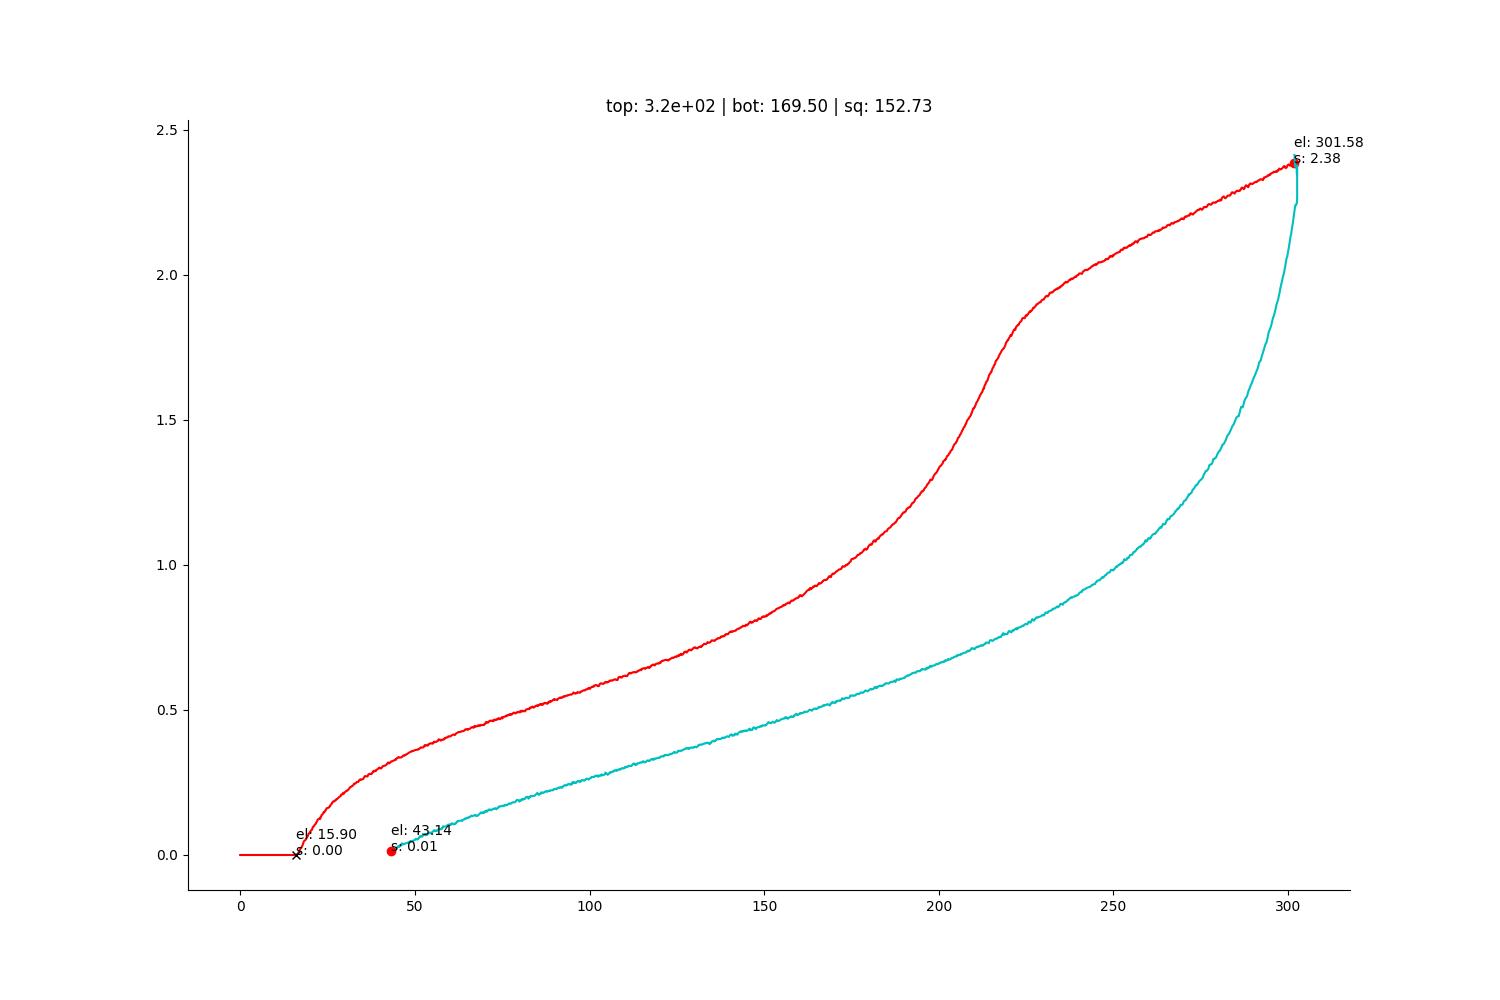 top: 3.2e+02 | bot: 169.50 | sq: 152.73
2.5
el: 301.58
s: 2.38
2.0
1.5
1.0
0.5
el: 15.90
s: 0.00
el: 43.14
s: 0.01
0.0
0 50 100 150 200 250 300